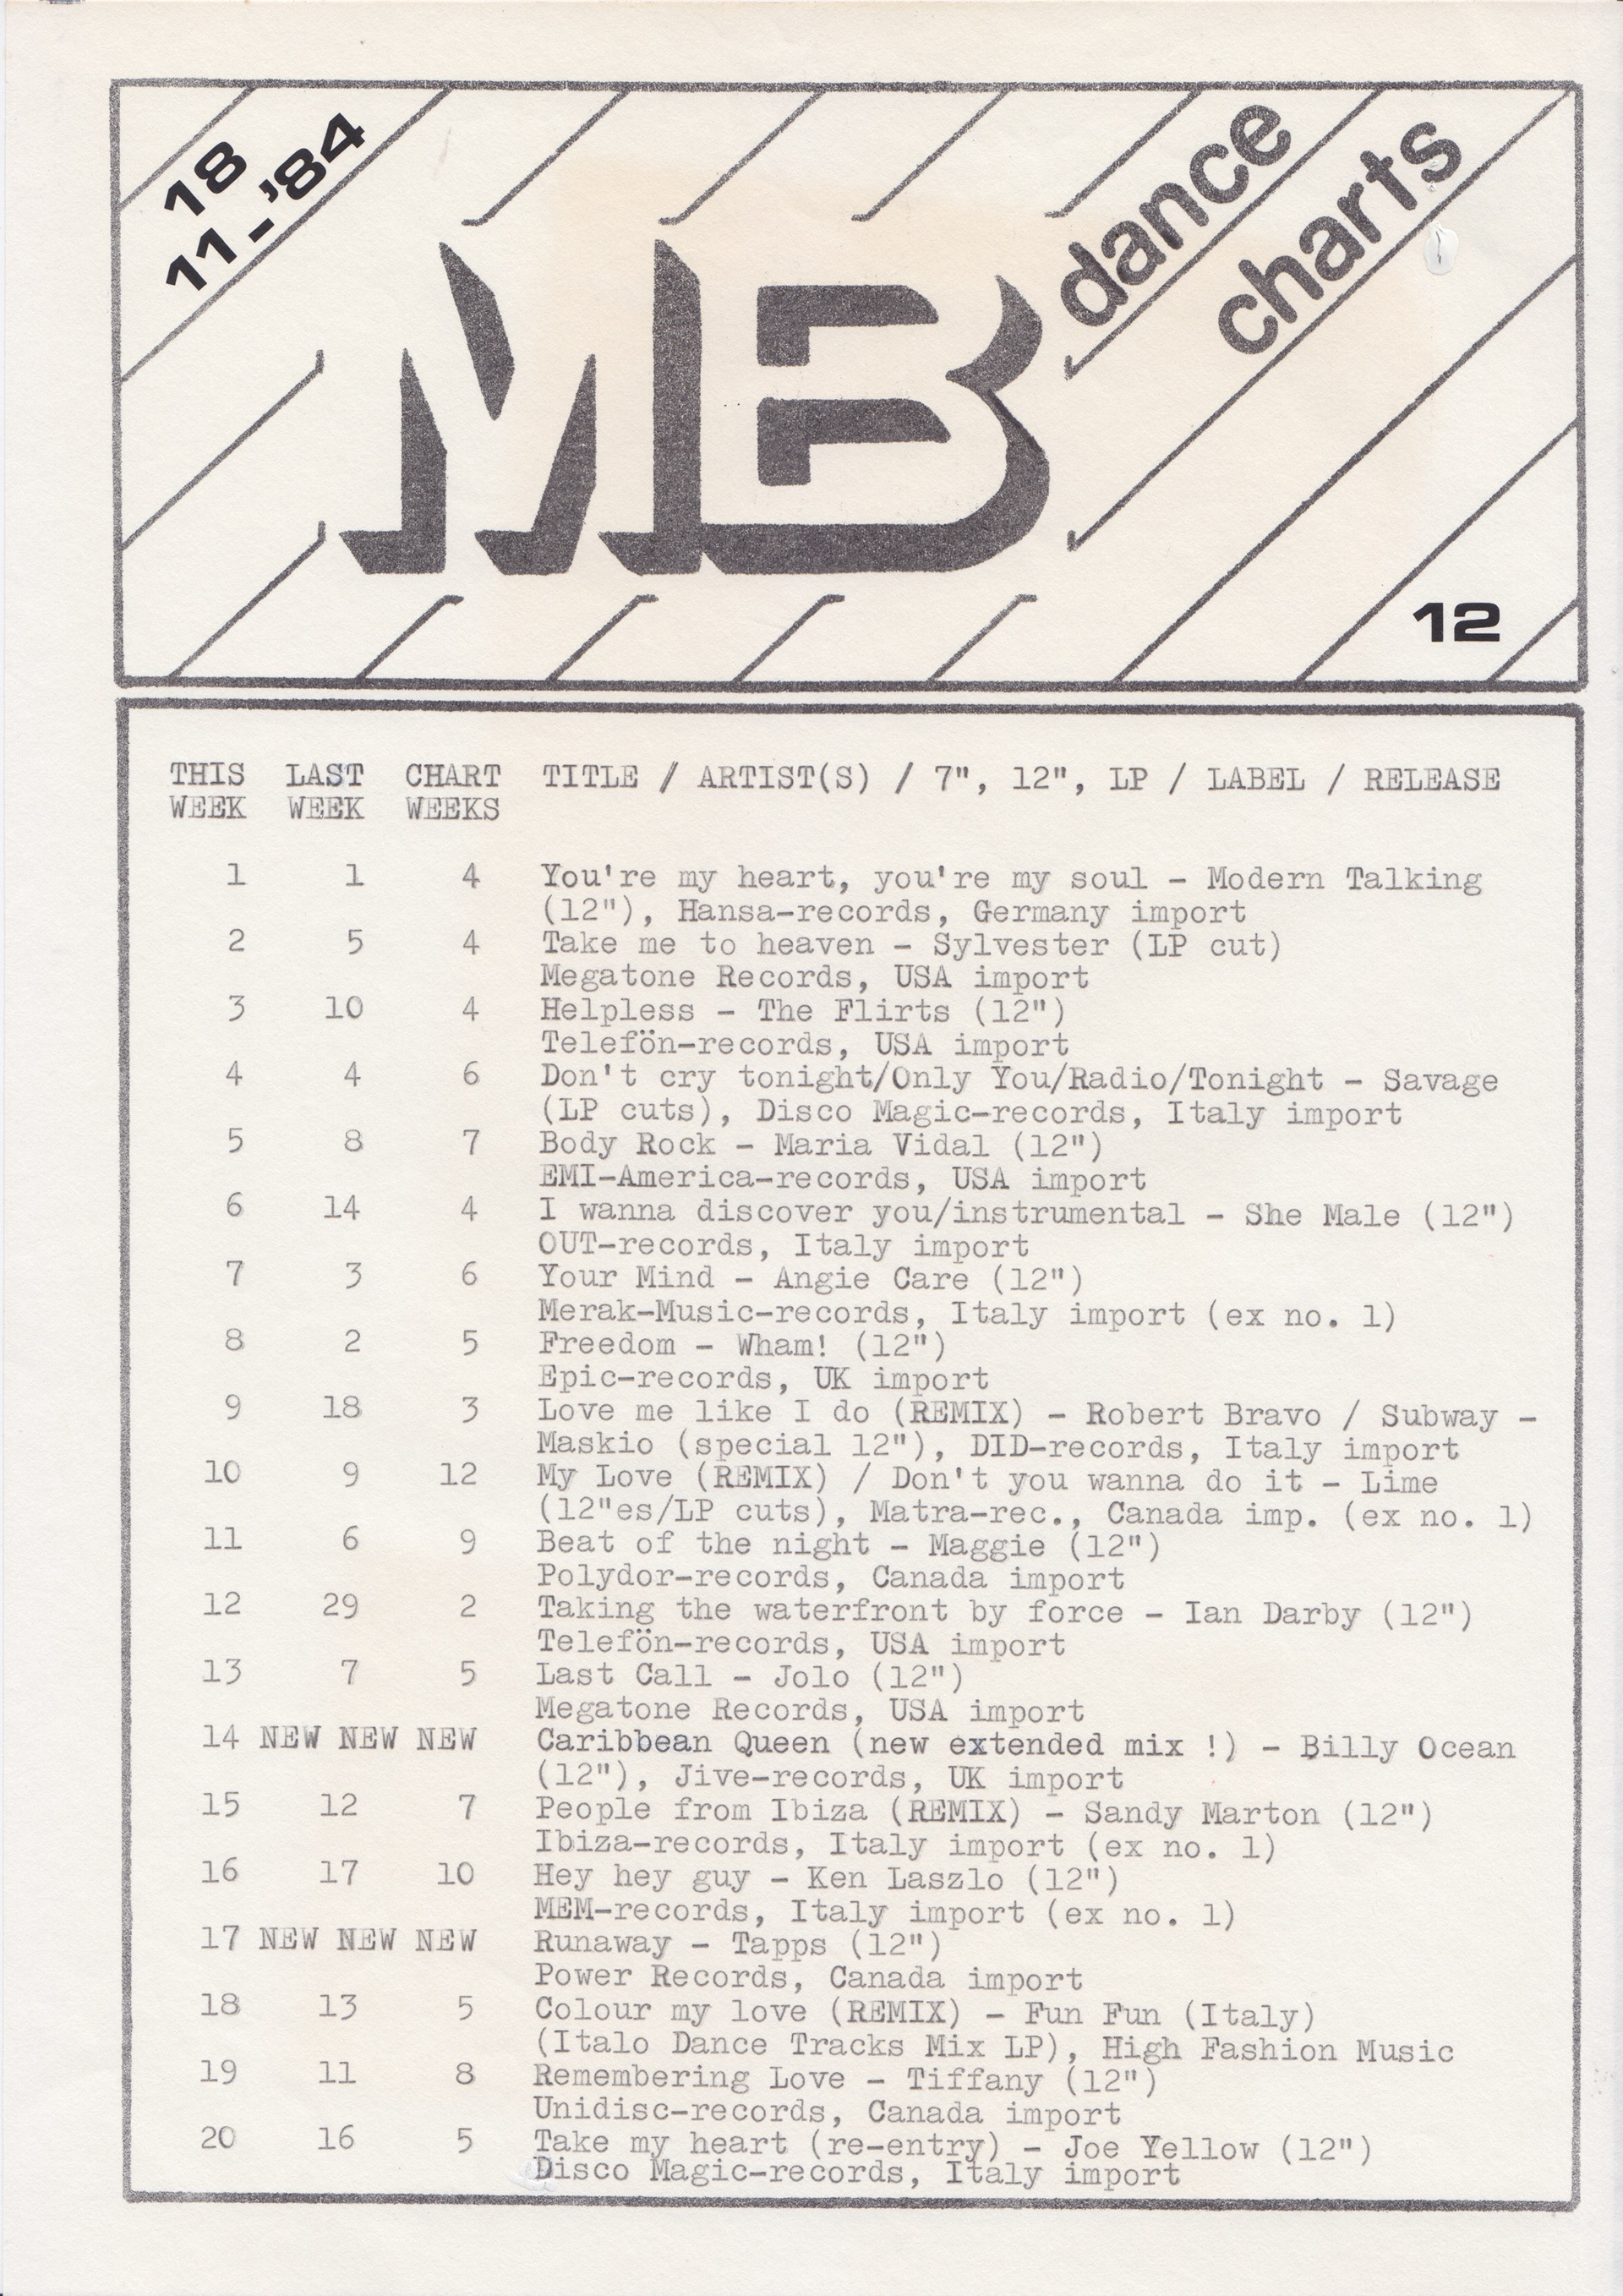 18
11-'84
MB
dance
charts
12
THIS LAST CHART TITLE / ARTIST(S) / 7", 12", LP / LABEL / RELEASE
WEEK WEEK WEEKS
1 1 4 You're my heart, you're my soul - Modern Talking
(12"), Hansa-records, Germany import
2 5 4 Take me to heaven - Sylvester (LP cut)
Megatone Records, USA import
3 10 4 Helpless - The Flirts (12")
Telefön-records, USA import
4 4 6 Don't cry tonight/Only You/Radio/Tonight - Savage
(LP cuts), Disco Magic-records, Italy import
5 8 7 Body Rock - Maria Vidal (12")
EMI-America-records, USA import
6 14 4 I wanna discover you/instrumental - She Male (12")
OUT-records, Italy import
7 3 6 Your Mind - Angie Care (12")
Merak-Music-records, Italy import (ex no. 1)
8 2 5 Freedom - Wham! (12")
Epic-records, UK import
9 18 3 Love me like I do (REMIX) - Robert Bravo / Subway -
Maskio (special 12"), DID-records, Italy import
10 9 12 My Love (REMIX) / Don't you wanna do it - Lime
(12"es/LP cuts), Matra-rec., Canada imp. (ex no. 1)
11 6 9 Beat of the night - Maggie (12")
Polydor-records, Canada import
12 29 2 Taking the waterfront by force - Ian Darby (12")
Telefön-records, USA import
13 7 5 Last Call - Jolo (12")
Megatone Records, USA import
14 NEW NEW NEW Caribbean Queen (new extended mix !) - Billy Ocean
(12"), Jive-records, UK import
15 12 7 People from Ibiza (REMIX) - Sandy Marton (12")
Ibiza-records, Italy import (ex no. 1)
16 17 10 Hey hey guy - Ken Laszlo (12")
MEM-records, Italy import (ex no. 1)
17 NEW NEW NEW Runaway - Tapps (12")
Power Records, Canada import
18 13 5 Colour my love (REMIX) - Fun Fun (Italy)
(Italo Dance Tracks Mix LP), High Fashion Music
19 11 8 Remembering Love - Tiffany (12")
Unidisc-records, Canada import
20 16 5 Take my heart (re-entry) - Joe Yellow (12")
Disco Magic-records, Italy import